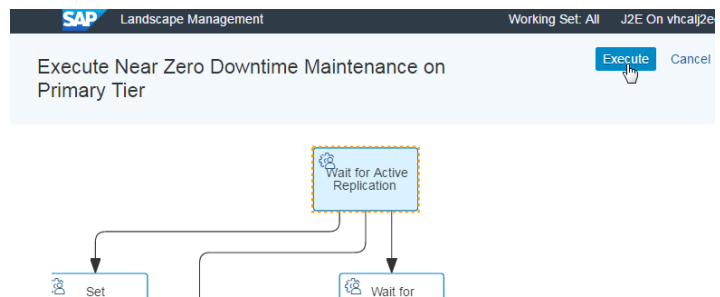 SAP Landscape Management Working Set: All J2E On vhcalj2e
Execute Near Zero Downtime Maintenance on
Primary Tier
Execute Cancel
Wait for Active
Replication
Set
Wait for